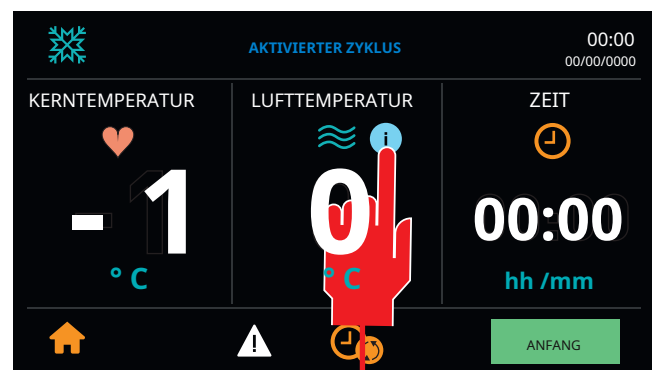 AKTIVIERTER ZYKLUS
00:00
00/00/0000
KERNTEMPERATUR
LUFTTEMPERATUR
ZEIT
i
-1
0
00:00
° C
° C
hh /mm
ANFANG